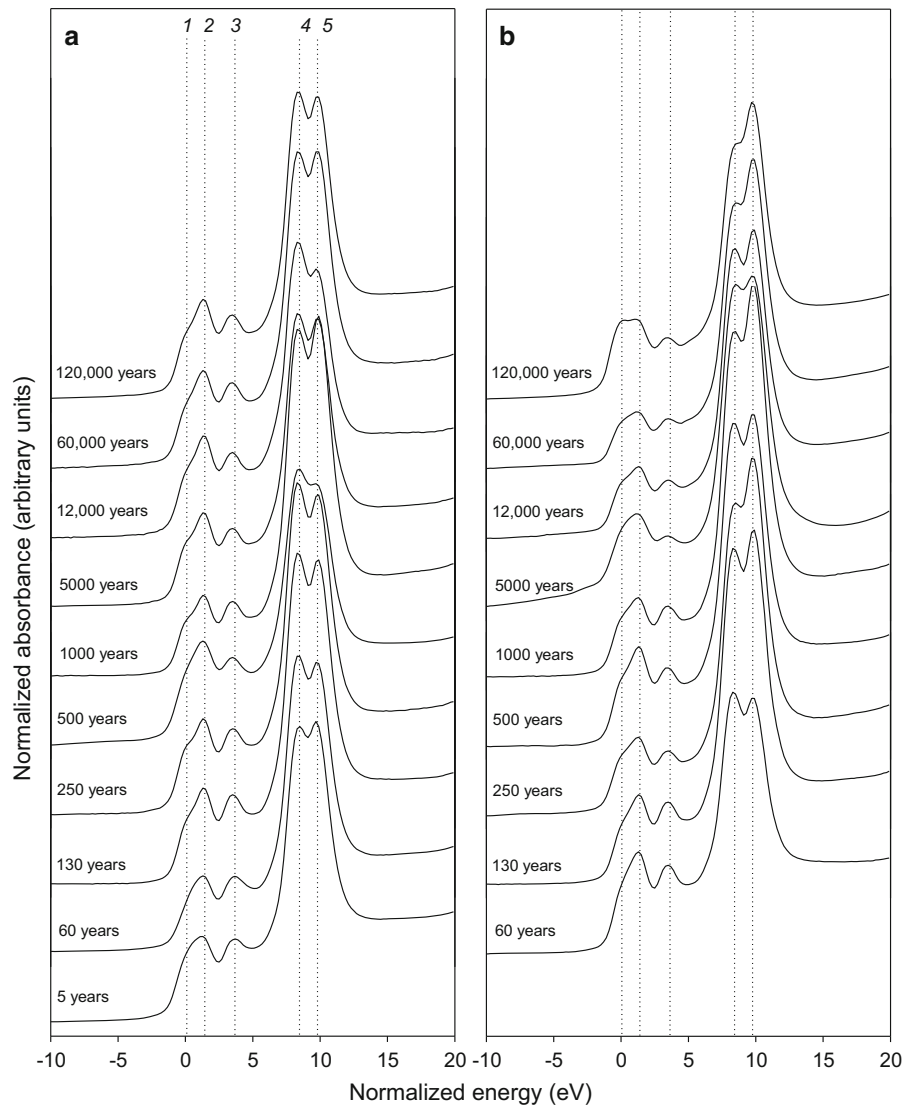 a
1 2 3 4 5
120,000 years
60,000 years
12,000 years
5000 years
1000 years
500 years
250 years
130 years
60 years
5 years
-10 -5 0 5 10 15 20
b
120,000 years
60,000 years
12,000 years
5000 years
1000 years
500 years
250 years
130 years
60 years
-10 -5 0 5 10 15 20
Normalized absorbance (arbitrary units)
Normalized energy (eV)